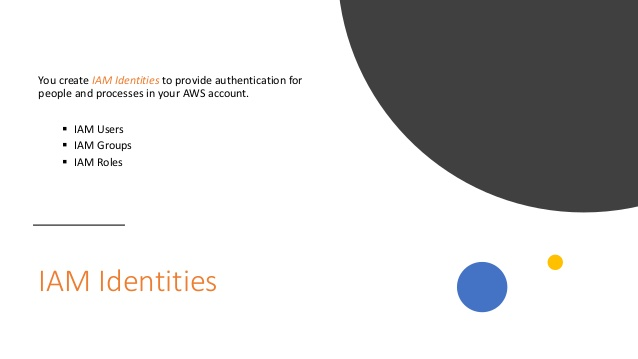 You create IAM Identities to provide authentication for
people and processes in your AWS account.
▪ IAM Users
▪ IAM Groups
▪ IAM Roles
IAM Identities